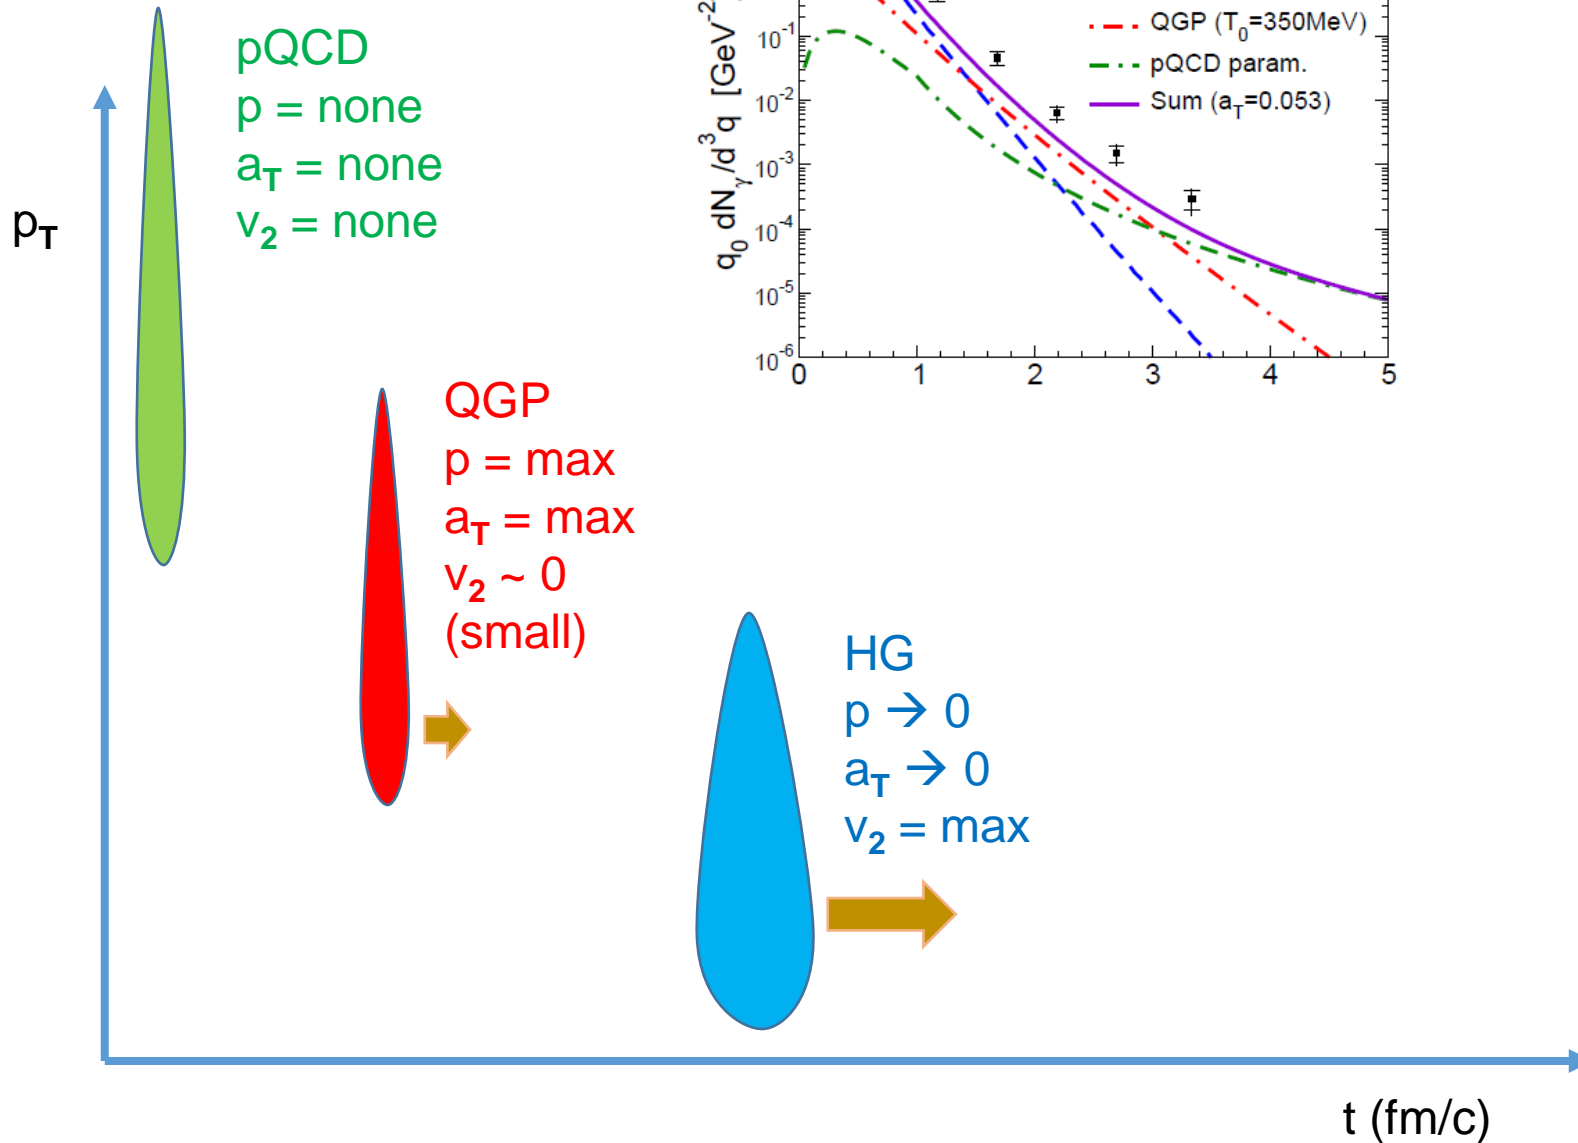 pQCD
p = none
a_T = none
v_2 = none
p_T
QGP
p = max
a_T = max
v_2 ~ 0
(small)
HG
p → 0
a_T → 0
v_2 = max
t (fm/c)
q_0 dN_γ/d^3q [GeV^-2
QGP (T_0=350MeV)
pQCD param.
Sum (a_T=0.053)
10^-1
10^-2
10^-3
10^-4
10^-5
10^-6
0 1 2 3 4 5